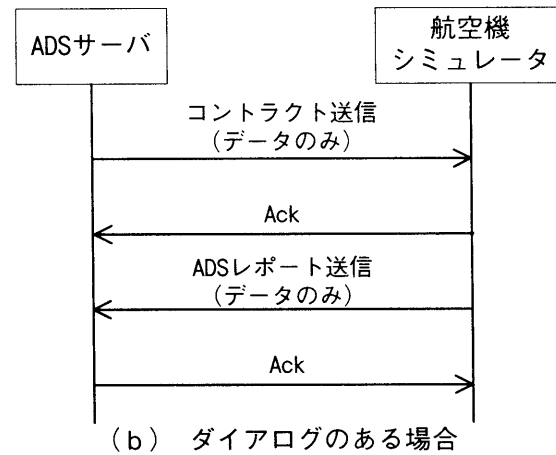 ADSサーバ
航空機
シミュレータ
コントラクト送信
(データのみ)
Ack
ADSレポート送信
(データのみ)
Ack
(b) ダイアログのある場合